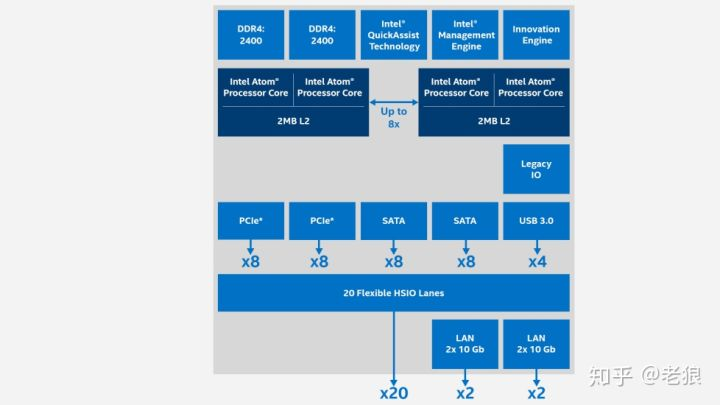 DDR4:
2400
DDR4:
2400
Intel®
QuickAssist
Technology
Intel®
Management
Engine
Innovation
Engine
Intel Atom®
Processor Core
Intel Atom®
Processor Core
2MB L2
Up to
8x
Intel Atom®
Processor Core
Intel Atom®
Processor Core
2MB L2
Legacy
IO
PCIe*
PCIe*
SATA
SATA
USB 3.0
x8
x8
x8
x8
x4
20 Flexible HSIO Lanes
LAN
2x 10 Gb
LAN
2x 10 Gb
x20
x2
x2
知乎 @老狼